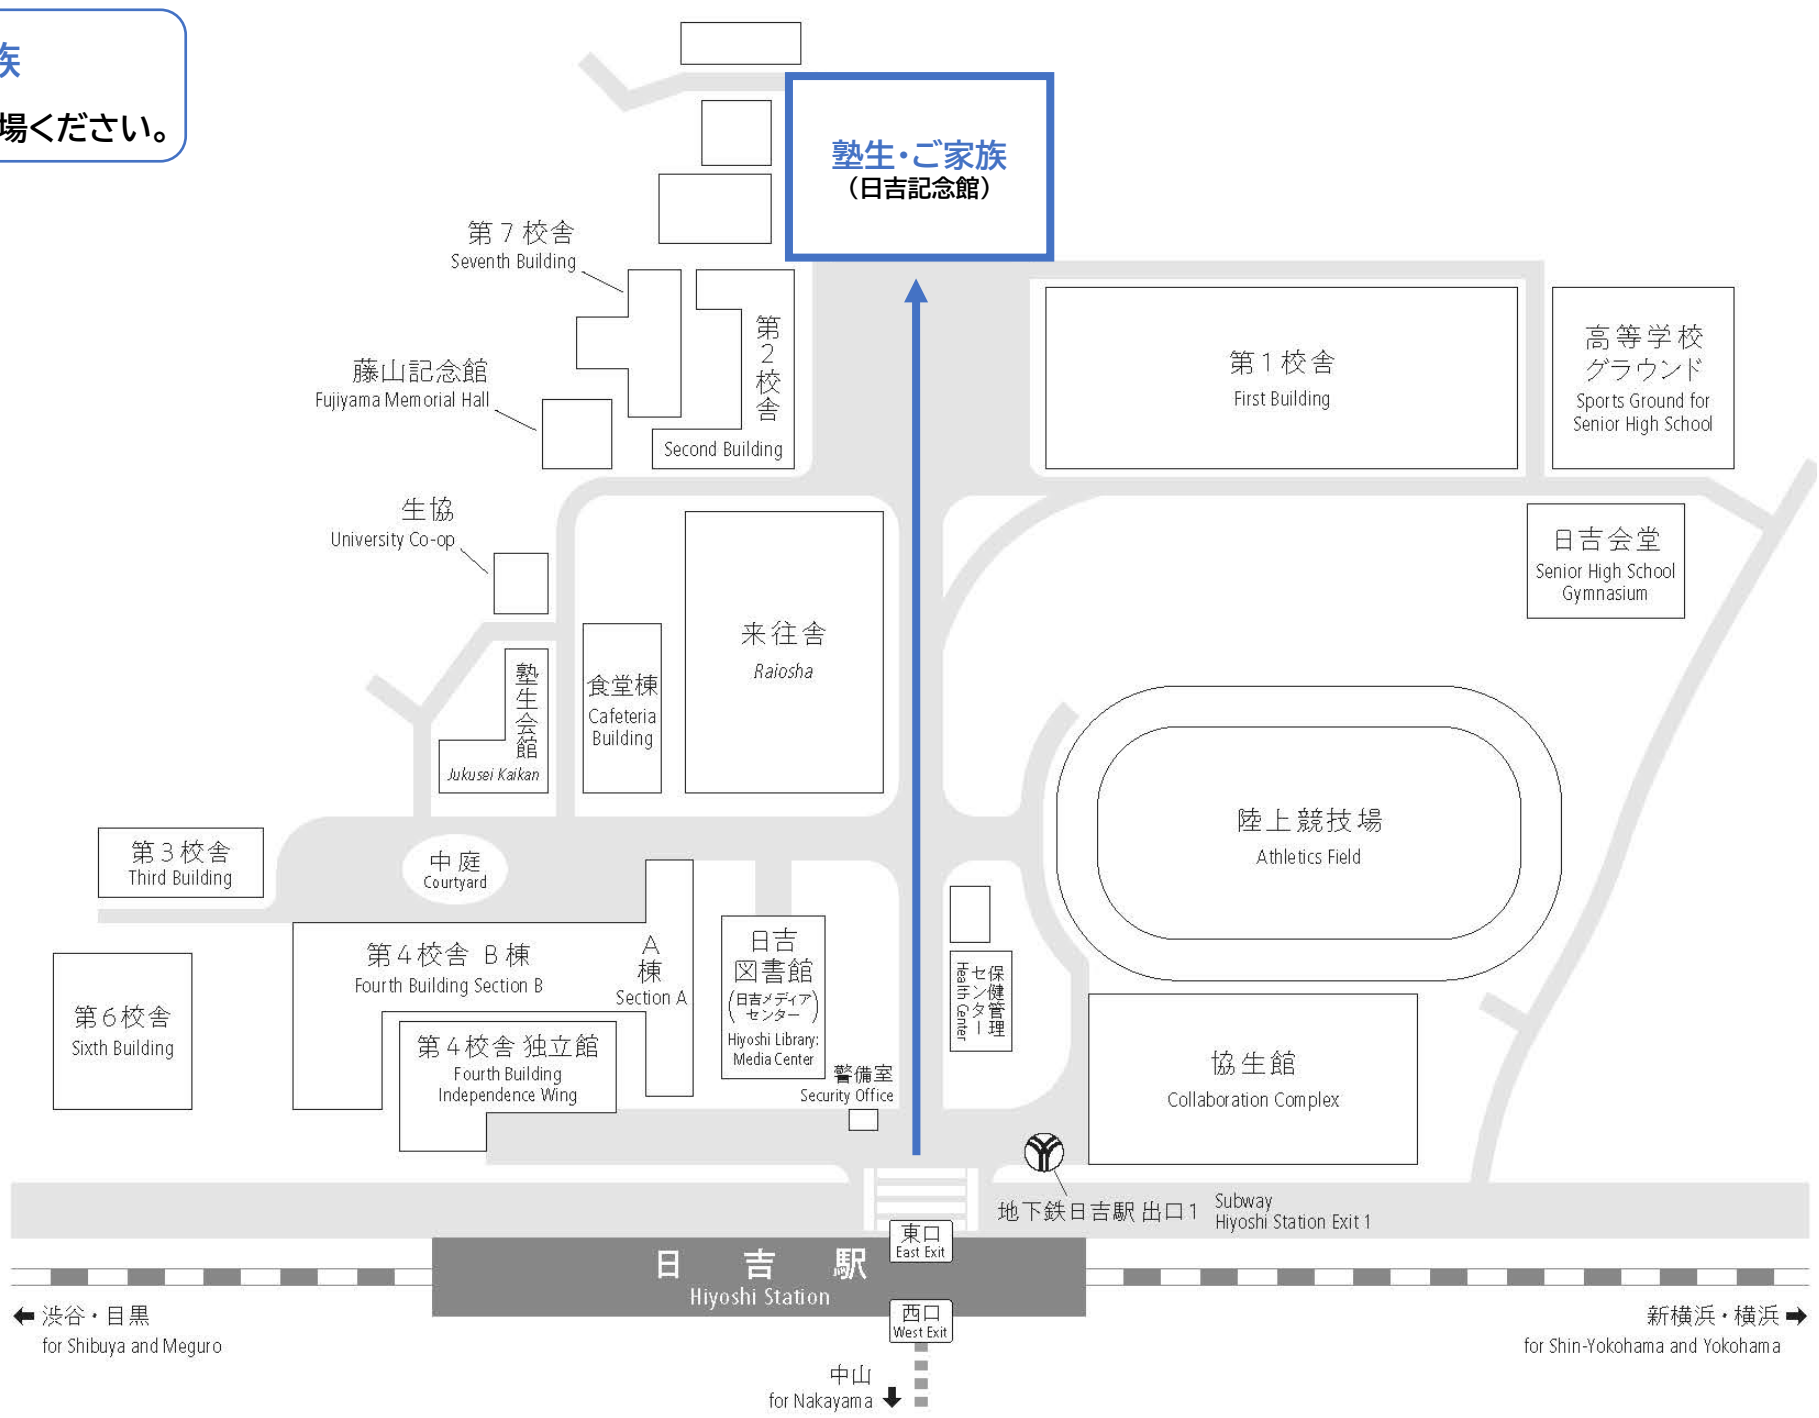 族
場ください。
塾生・ご家族
（日吉記念館）
第７校舎
Seventh Building
第２校舎
Second Building
藤山記念館
Fujiyama Memorial Hall
第１校舎
First Building
高等学校
グラウンド
Sports Ground for
Senior High School
生協
University Co-op
日吉会堂
Senior High School
Gymnasium
来往舎
Raiosha
塾生会館
Jukusei Kaikan
食堂棟
Cafeteria
Building
陸上競技場
Athletics Field
第３校舎
Third Building
中庭
Courtyard
第４校舎 Ｂ棟
Fourth Building Section B
Ａ棟
Section A
日吉
図書館
（日吉メディア
センター）
Hiyoshi Library:
Media Center
保健管理
センター
Health Center
第６校舎
Sixth Building
第４校舎 独立館
Fourth Building
Independence Wing
警備室
Security Office
協生館
Collaboration Complex
地下鉄日吉駅 出口1
Subway
Hiyoshi Station Exit 1
東口
East Exit
日吉駅
Hiyoshi Station
西口
West Exit
← 渋谷・目黒
for Shibuya and Meguro
新横浜・横浜 →
for Shin-Yokohama and Yokohama
中山
for Nakayama ↓